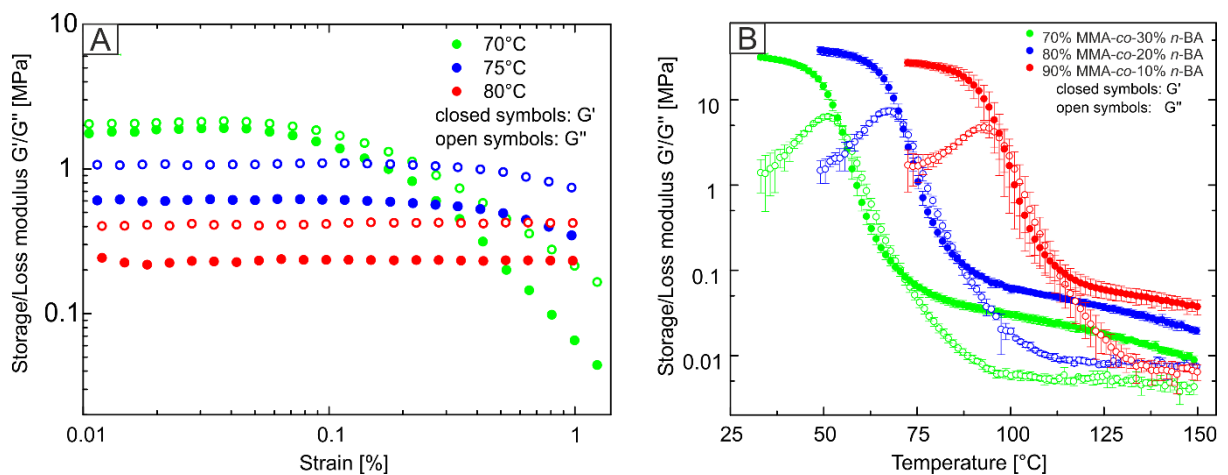 A
10
1
0.1
0.01
0.1
1
Storage/Loss modulus G'/G'' [MPa]
Strain [%]
70°C
75°C
80°C
closed symbols: G'
open symbols: G''
B
10
1
0.1
0.01
25
50
75
100
125
150
Storage/Loss modulus G'/G'' [MPa]
Temperature [°C]
70% MMA-co-30% n-BA
80% MMA-co-20% n-BA
90% MMA-co-10% n-BA
closed symbols: G'
open symbols: G''